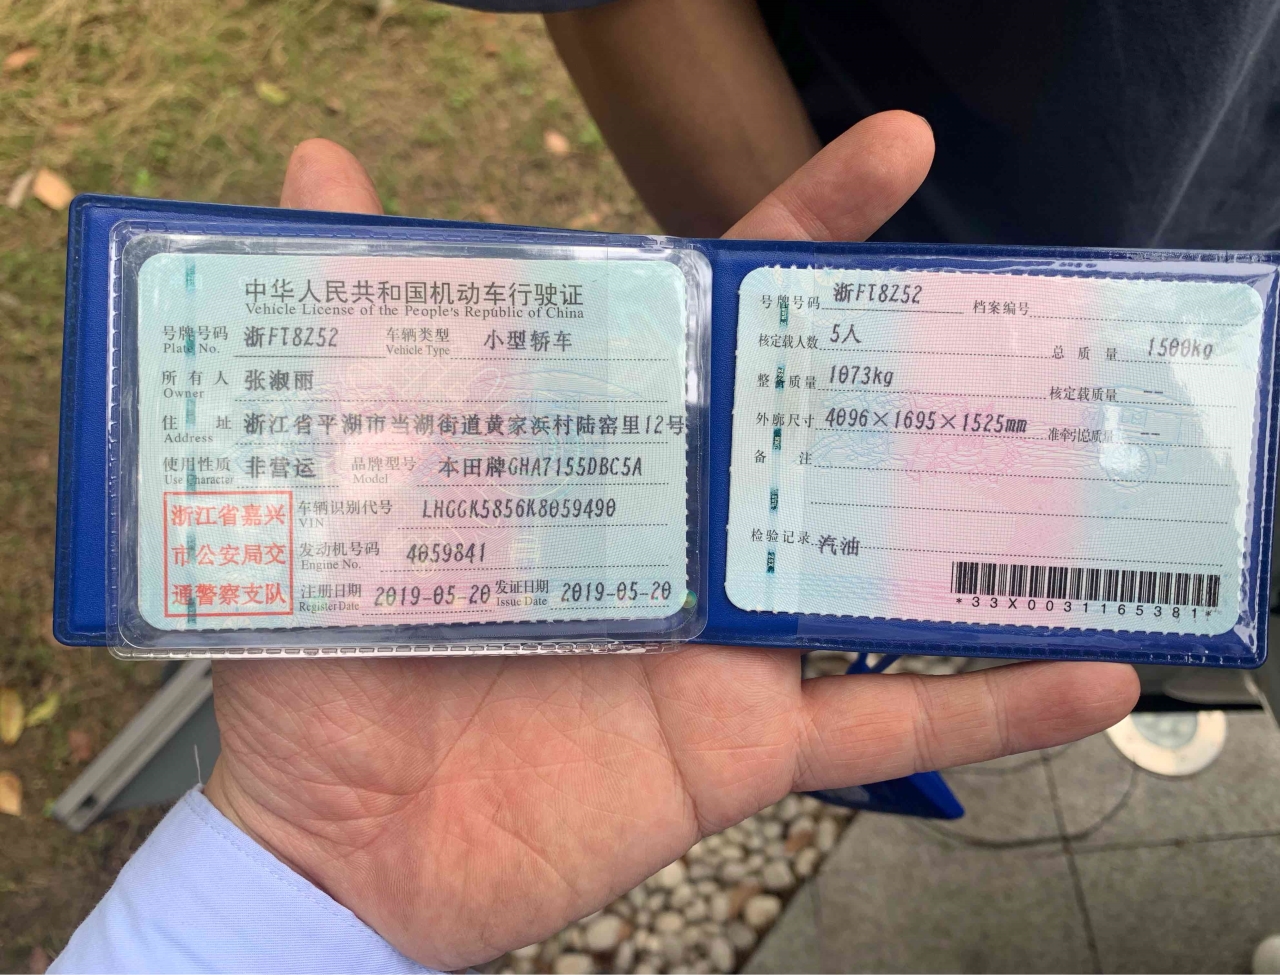 中华人民共和国机动车行驶证
Vehicle License of the People's Republic of China
号牌号码 浙FT8Z52 车辆类型 小型轿车
Plate No. Vehicle Type
所有人 张淑丽
Owner
住址 浙江省平湖市当湖街道黄家浜村陆窑里12号
Address
使用性质 非营运 品牌型号 本田牌GHA7155DBC5A
Use Character Model
浙江省嘉兴
市公安局交
通警察支队
车辆识别代号 LHGGK5856K8059490
VIN
发动机号码 4059841
Engine No.
注册日期 2019-05-20 发证日期 2019-05-20
Register Date Issue Date
号牌号码 浙FT8Z52 档案编号
核定载人数 5人 总质量 1500kg
整备质量 1073kg 核定载质量 --
外廓尺寸 4096×1695×1525mm 准牵引总质量 --
备注
检验记录 汽油
*33X0031165381*